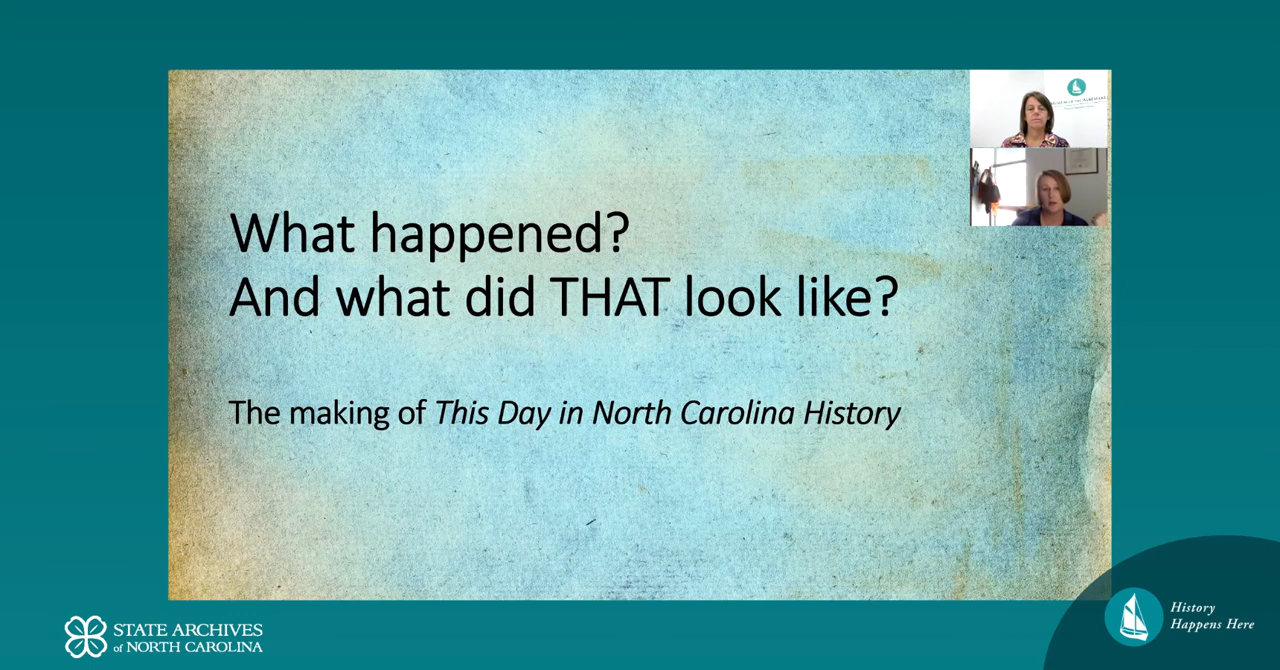 What happened?
And what did THAT look like?
The making of This Day in North Carolina History
STATE ARCHIVES
of NORTH CAROLINA
History
Happens Here